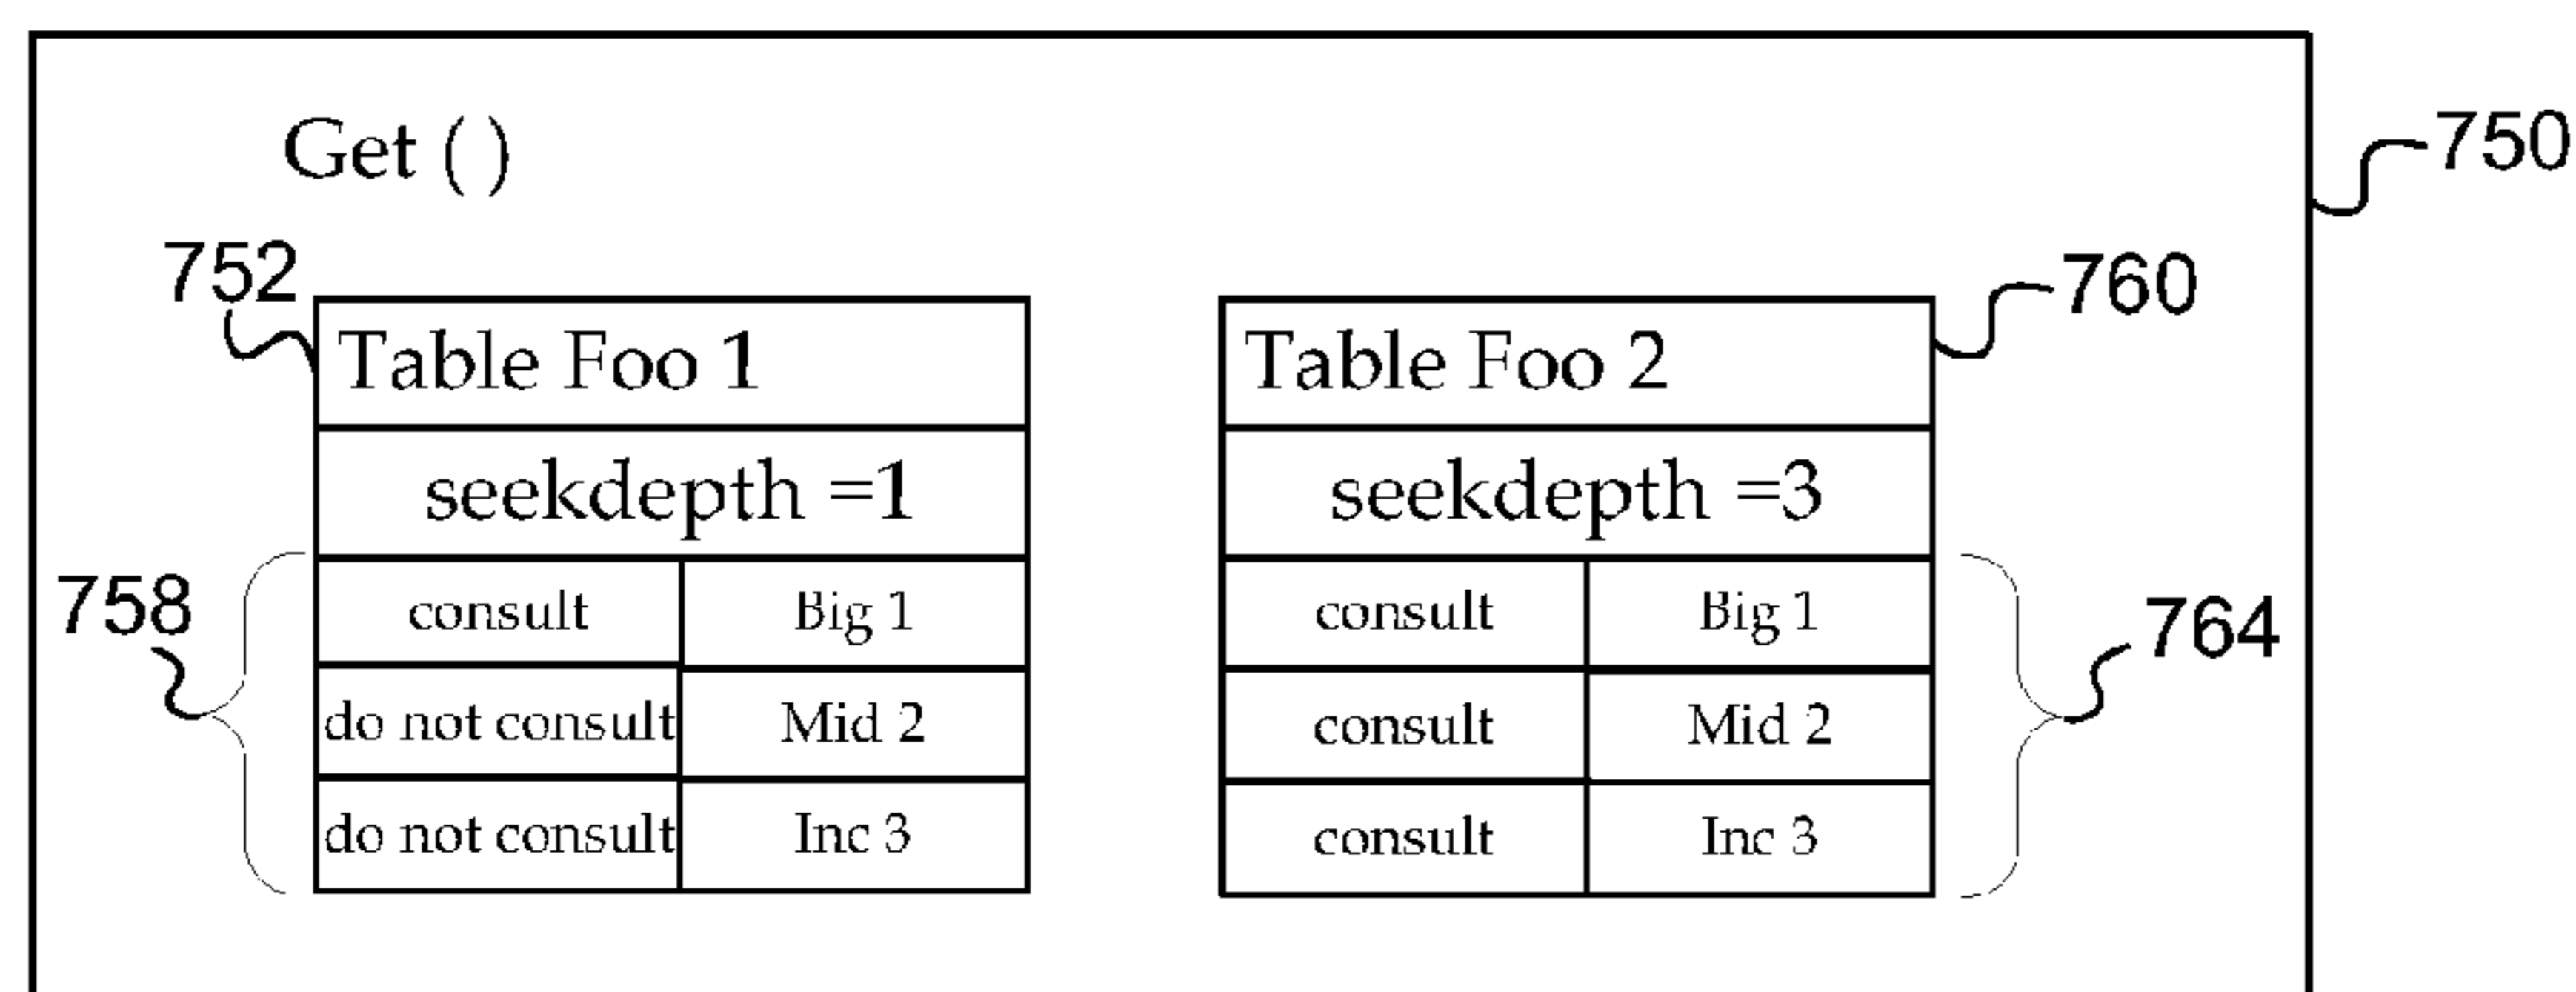 Get ( )
750
752
760
Table Foo 1
Table Foo 2
seekdepth =1
seekdepth =3
758
consult Big 1
do not consult Mid 2
do not consult Inc 3
consult Big 1
consult Mid 2
consult Inc 3
764